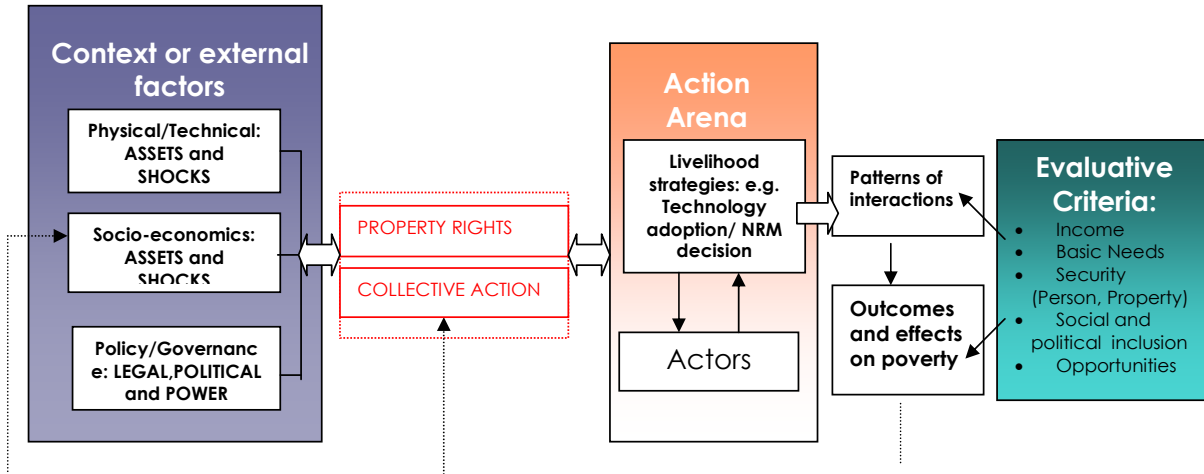 Context or external
factors
Physical/Technical:
ASSETS and
SHOCKS
Socio-economics:
ASSETS and
SHOCKS
Policy/Governanc
e: LEGAL,POLITICAL
and POWER
PROPERTY RIGHTS
COLLECTIVE ACTION
Action
Arena
Livelihood
strategies: e.g.
Technology
adoption/ NRM
decision
Actors
Patterns of
interactions
Outcomes
and effects
on poverty
Evaluative
Criteria:
• Income
• Basic Needs
• Security
(Person, Property)
• Social and
political inclusion
• Opportunities